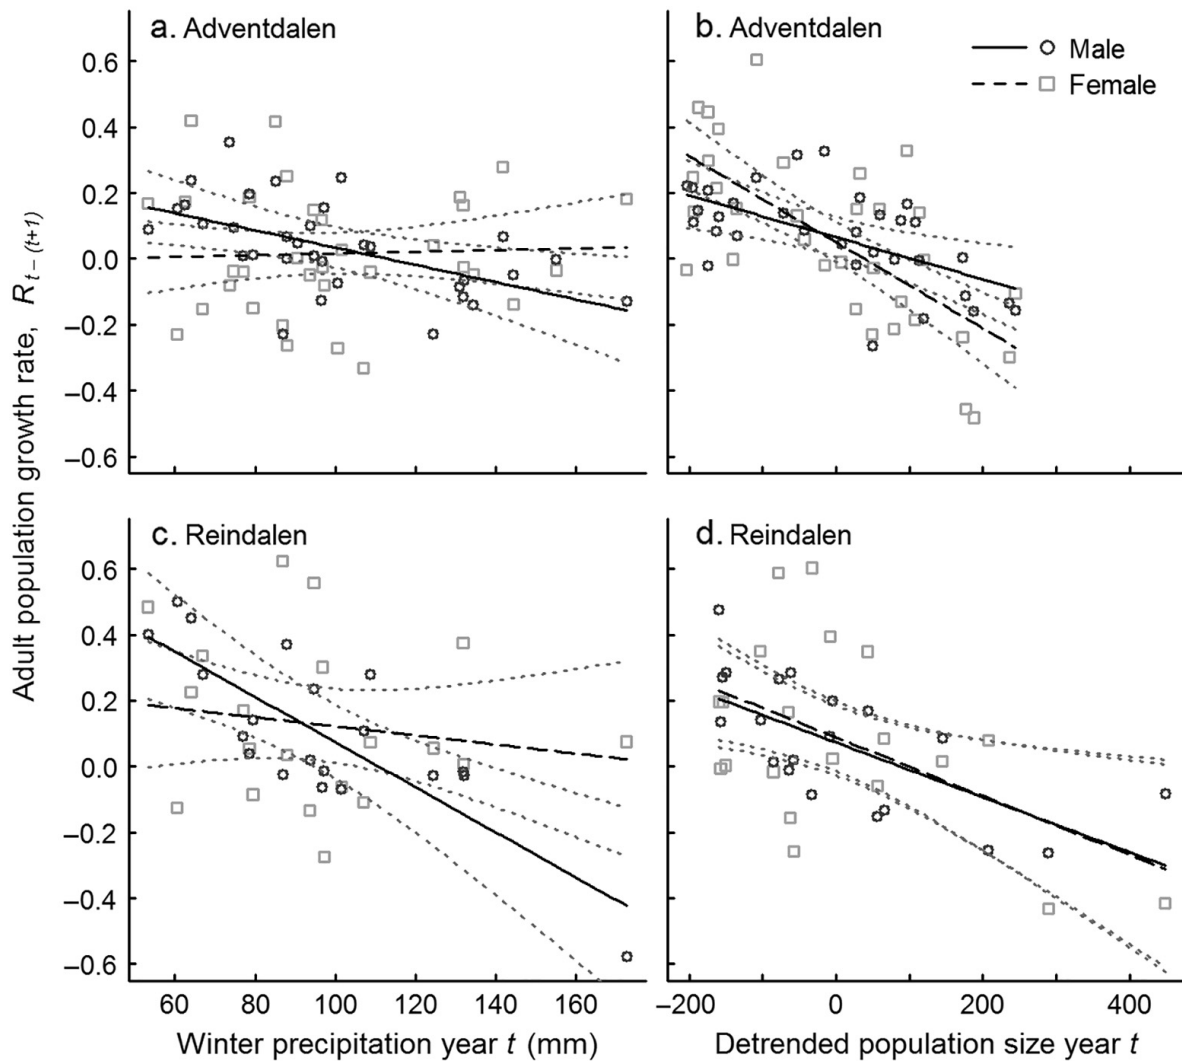 a. Adventdalen
b. Adventdalen
Male
Female
0.6
0.4
0.2
0.0
–0.2
–0.4
–0.6
Adult population growth rate, R t– (t+1)
c. Reindalen
d. Reindalen
0.6
0.4
0.2
0.0
–0.2
–0.4
–0.6
60 80 100 120 140 160
–200 0 200 400
Winter precipitation year t (mm)
Detrended population size year t